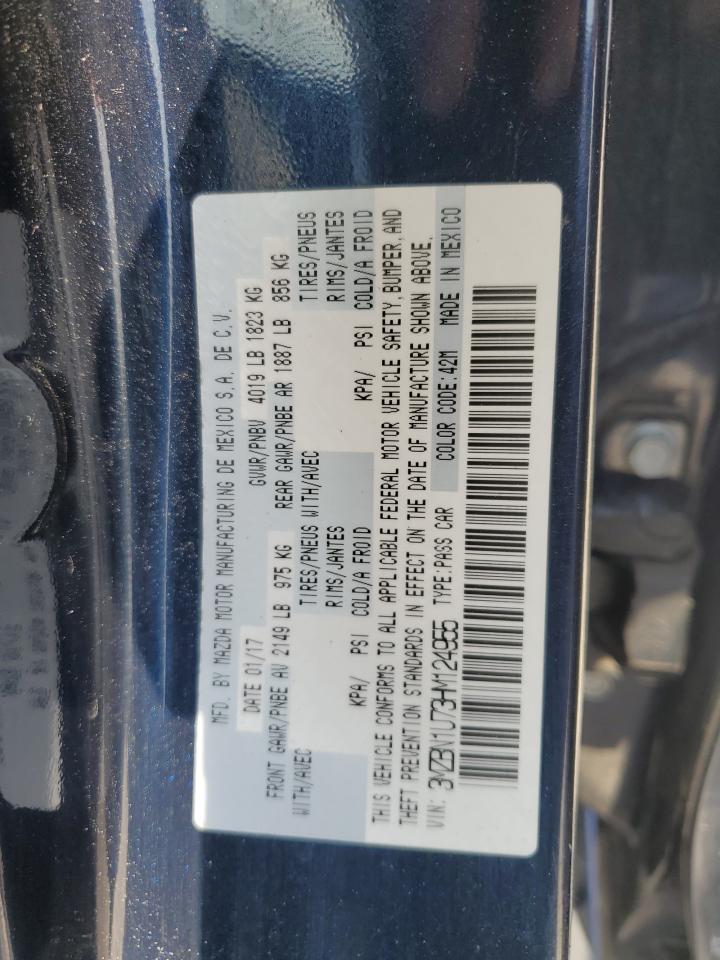 MFD. BY MAZDA MOTOR MANUFACTURING DE MEXICO S.A. DE C.V.
DATE 01/17 GVWR/PNBV 4019 LB 1823 KG
FRONT GAWR/PNBE AV 2149 LB 975 KG REAR GAWR/PNBE AR 1887 LB 856 KG
WITH/AVEC TIRES/PNEUS WITH/AVEC TIRES/PNEUS
RIMS/JANTES RIMS/JANTES
KPA/ PSI COLD/A FROID KPA/ PSI COLD/A FROID
THIS VEHICLE CONFORMS TO ALL APPLICABLE FEDERAL MOTOR VEHICLE SAFETY, BUMPER, AND
THEFT PREVENTION STANDARDS IN EFFECT ON THE DATE OF MANUFACTURE SHOWN ABOVE.
VIN: 3MZBN1U73HM124955 TYPE:PASS CAR COLOR CODE:42M MADE IN MEXICO